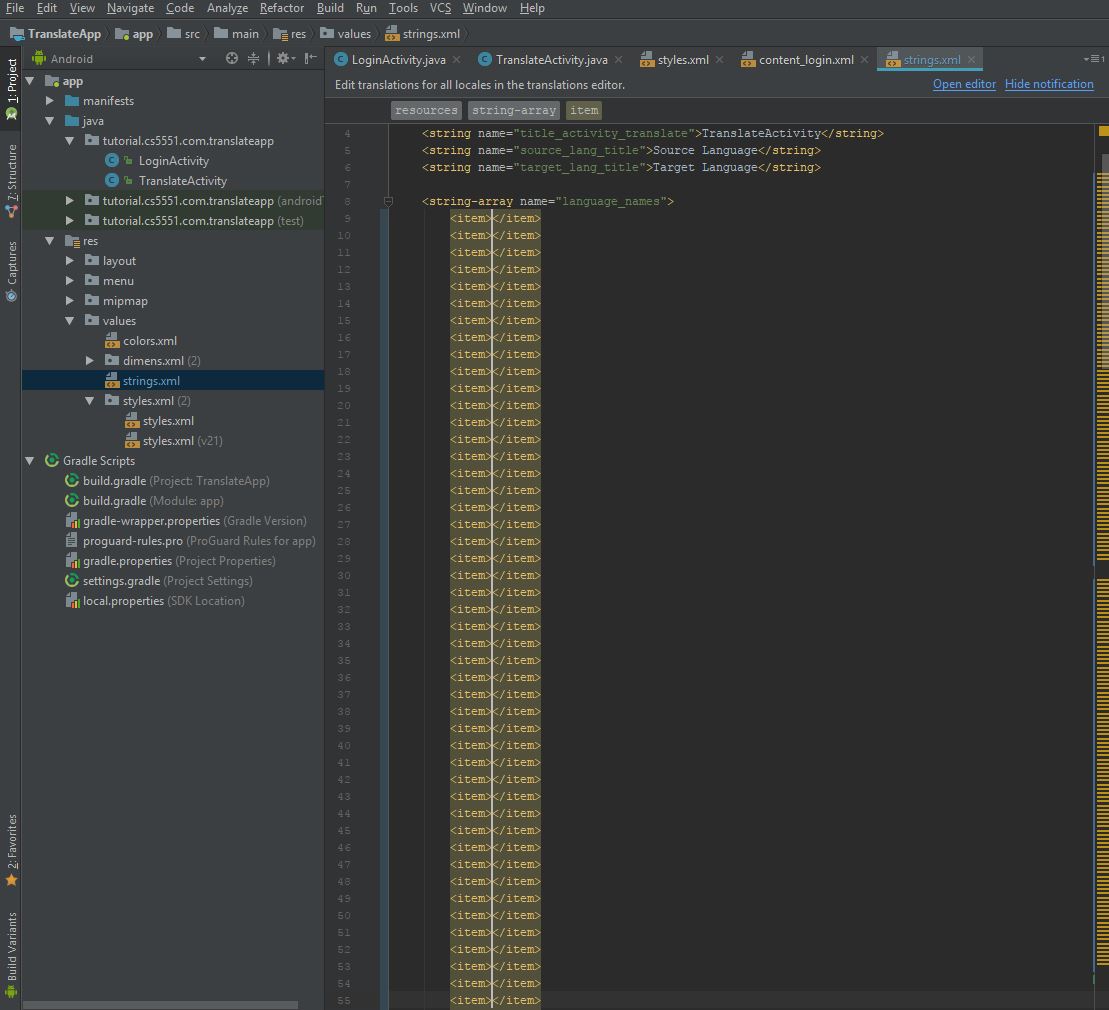 File Edit View Navigate Code Analyze Refactor Build Run Tools VCS Window Help
TranslateApp app src main res values strings.xml
1: Project
7: Structure
Captures
2: Favorites
Build Variants
Android
app
manifests
java
tutorial.cs5551.com.translateapp
LoginActivity
TranslateActivity
tutorial.cs5551.com.translateapp (android
tutorial.cs5551.com.translateapp (test)
res
layout
menu
mipmap
values
colors.xml
dimens.xml (2)
strings.xml
styles.xml (2)
styles.xml
styles.xml (v21)
Gradle Scripts
build.gradle (Project: TranslateApp)
build.gradle (Module: app)
gradle-wrapper.properties (Gradle Version)
proguard-rules.pro (ProGuard Rules for app)
gradle.properties (Project Properties)
settings.gradle (Project Settings)
local.properties (SDK Location)
LoginActivity.java TranslateActivity.java styles.xml content_login.xml strings.xml
Edit translations for all locales in the translations editor. Open editor Hide notification
resources string-array item
4 <string name="title_activity_translate">TranslateActivity</string>
5 <string name="source_lang_title">Source Language</string>
6 <string name="target_lang_title">Target Language</string>
7
8 <string-array name="language_names">
9 <item></item>
10 <item></item>
11 <item></item>
12 <item></item>
13 <item></item>
14 <item></item>
15 <item></item>
16 <item></item>
17 <item></item>
18 <item></item>
19 <item></item>
20 <item></item>
21 <item></item>
22 <item></item>
23 <item></item>
24 <item></item>
25 <item></item>
26 <item></item>
27 <item></item>
28 <item></item>
29 <item></item>
30 <item></item>
31 <item></item>
32 <item></item>
33 <item></item>
34 <item></item>
35 <item></item>
36 <item></item>
37 <item></item>
38 <item></item>
39 <item></item>
40 <item></item>
41 <item></item>
42 <item></item>
43 <item></item>
44 <item></item>
45 <item></item>
46 <item></item>
47 <item></item>
48 <item></item>
49 <item></item>
50 <item></item>
51 <item></item>
52 <item></item>
53 <item></item>
54 <item></item>
55 <item></item>